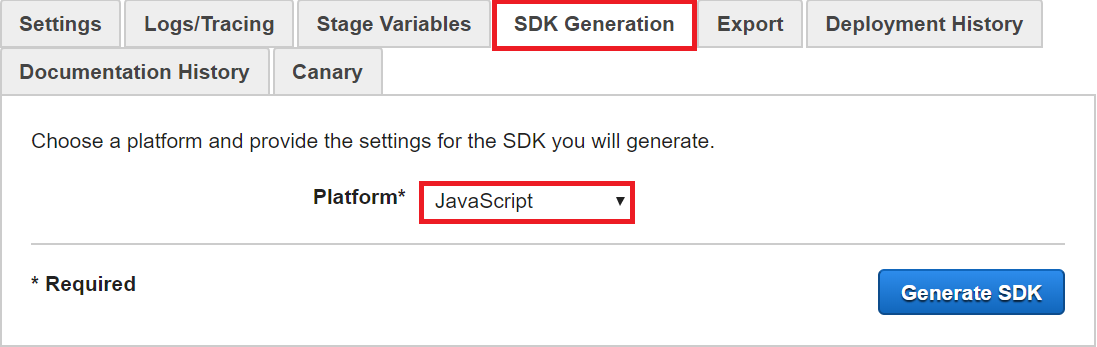 Settings Logs/Tracing Stage Variables SDK Generation Export Deployment History
Documentation History Canary
Choose a platform and provide the settings for the SDK you will generate.
Platform* JavaScript
* Required Generate SDK